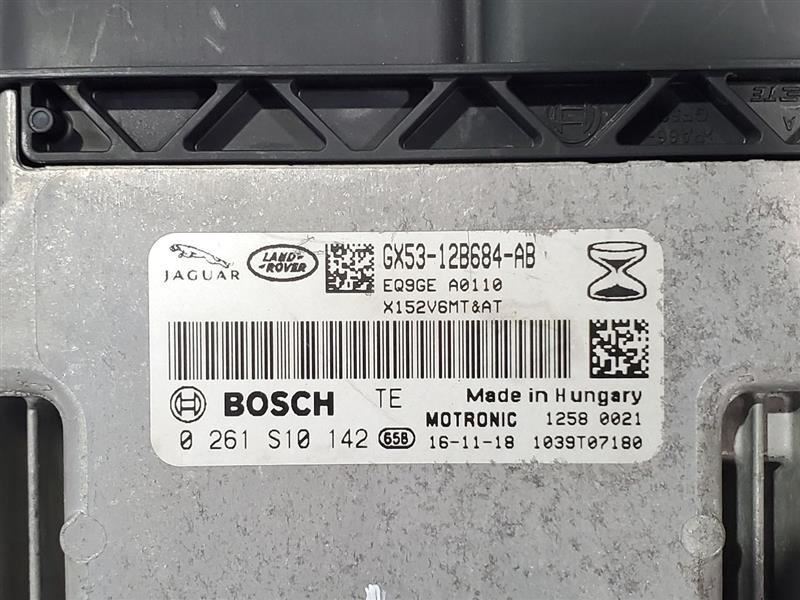 JAGUAR
LAND ROVER
GX53-12B684-AB
EQ9GE A0110
X152V6MT&AT
BOSCH TE
Made in Hungary
MOTRONIC 1258 0021
0 261 S10 142 65B 16-11-18 1039T07180